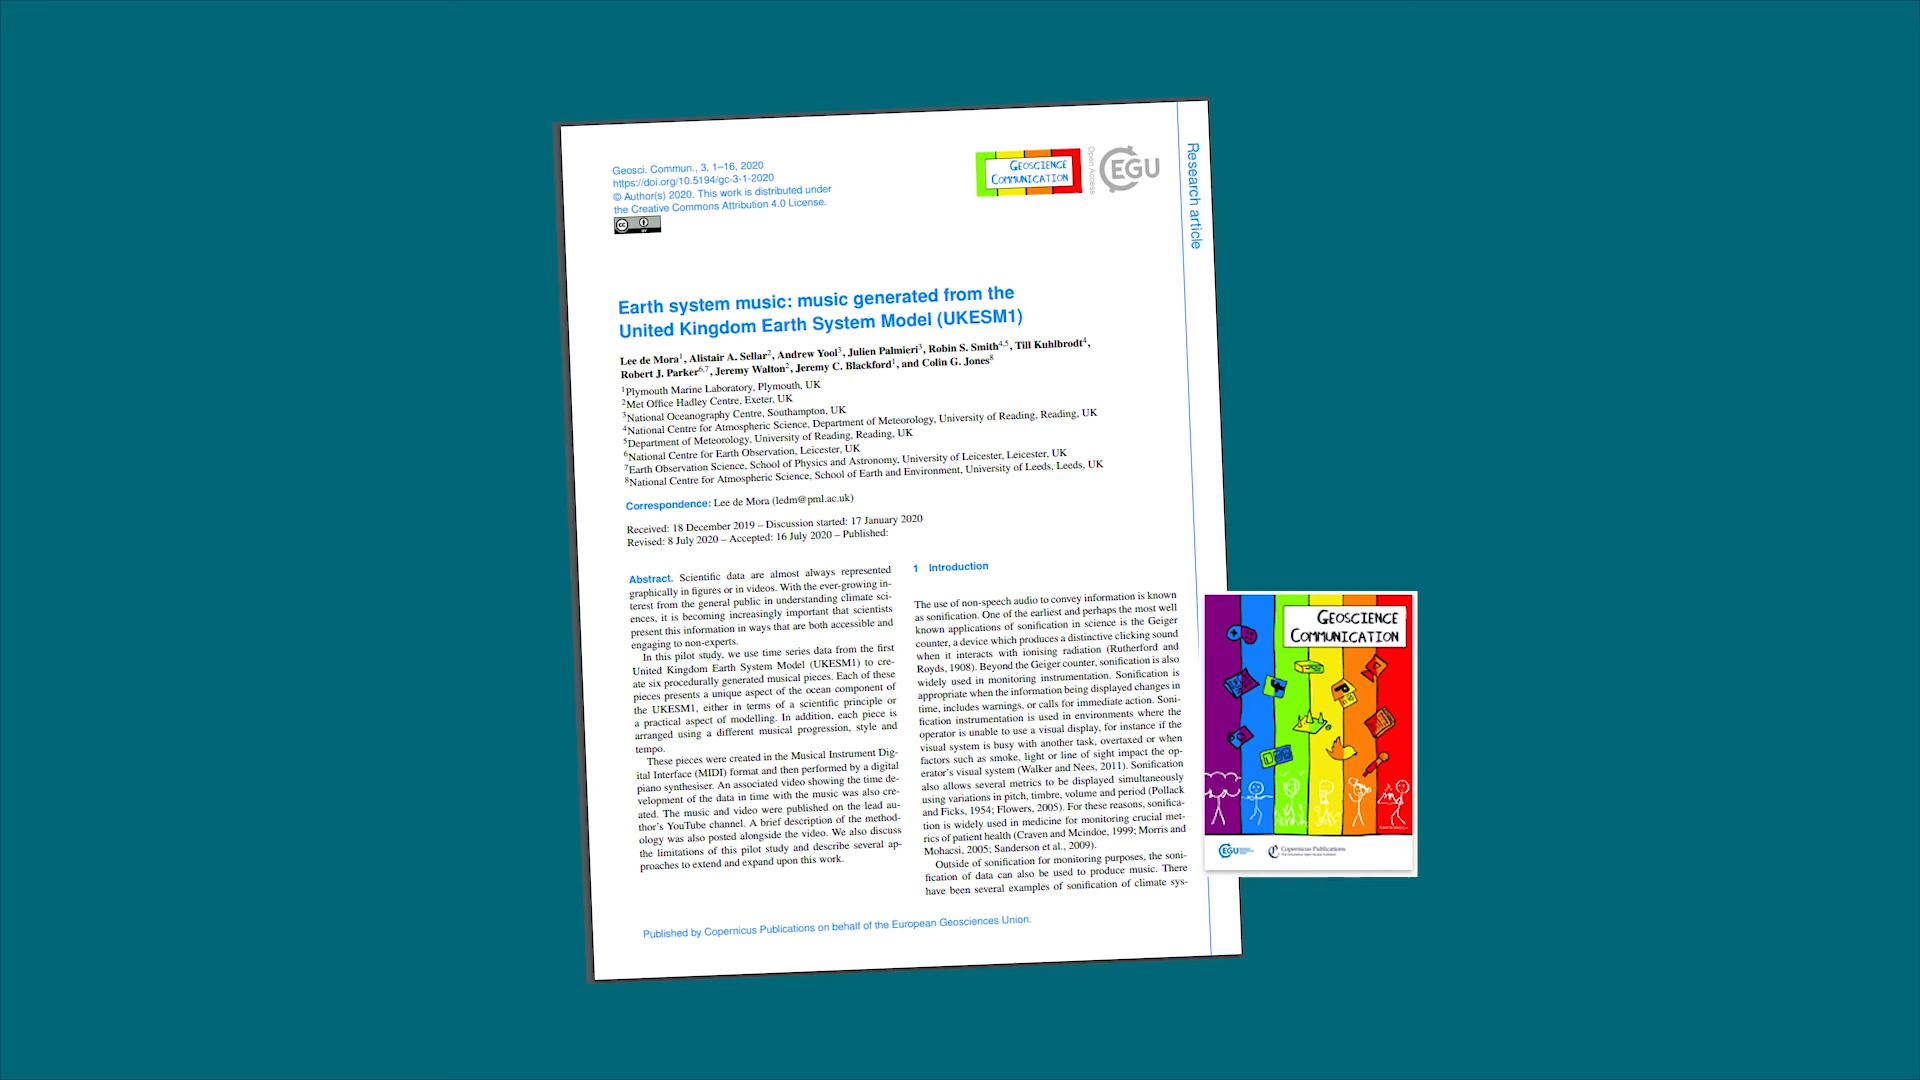 Geosci. Commun., 3, 1–16, 2020
https://doi.org/10.5194/gc-3-1-2020
© Author(s) 2020. This work is distributed under
the Creative Commons Attribution 4.0 License.
cc
BY
GEOSCIENCE
COMMUNICATION
Open Access
EGU
Research article
Earth system music: music generated from the
United Kingdom Earth System Model (UKESM1)
Lee de Mora1, Alistair A. Sellar2, Andrew Yool3, Julien Palmieri3, Robin S. Smith4,5, Till Kuhlbrodt4,
Robert J. Parker6,7, Jeremy Walton2, Jeremy C. Blackford1, and Colin G. Jones8
1Plymouth Marine Laboratory, Plymouth, UK
2Met Office Hadley Centre, Exeter, UK
3National Oceanography Centre, Southampton, UK
4National Centre for Atmospheric Science, Department of Meteorology, University of Reading, Reading, UK
5Department of Meteorology, University of Reading, Reading, UK
6National Centre for Earth Observation, Leicester, UK
7Earth Observation Science, School of Physics and Astronomy, University of Leicester, Leicester, UK
8National Centre for Atmospheric Science, School of Earth and Environment, University of Leeds, Leeds, UK
Correspondence: Lee de Mora (ledm@pml.ac.uk)
Received: 18 December 2019 – Discussion started: 17 January 2020
Revised: 8 July 2020 – Accepted: 16 July 2020 – Published:
Abstract. Scientific data are almost always represented
graphically in figures or in videos. With the ever-growing in-
terest from the general public in understanding climate sci-
ences, it is becoming increasingly important that scientists
present this information in ways that are both accessible and
engaging to non-experts.
In this pilot study, we use time series data from the first
United Kingdom Earth System Model (UKESM1) to cre-
ate six procedurally generated musical pieces. Each of these
pieces presents a unique aspect of the ocean component of
the UKESM1, either in terms of a scientific principle or
a practical aspect of modelling. In addition, each piece is
arranged using a different musical progression, style and
tempo.
These pieces were created in the Musical Instrument Dig-
ital Interface (MIDI) format and then performed by a digital
piano synthesiser. An associated video showing the time de-
velopment of the data in time with the music was also cre-
ated. The music and video were published on the lead au-
thor's YouTube channel. A brief description of the method-
ology was also posted alongside the video. We also discuss
the limitations of this pilot study and describe several ap-
proaches to extend and expand upon this work.
1 Introduction
The use of non-speech audio to convey information is known
as sonification. One of the earliest and perhaps the most well
known applications of sonification in science is the Geiger
counter, a device which produces a distinctive clicking sound
when it interacts with ionising radiation (Rutherford and
Royds, 1908). Beyond the Geiger counter, sonification is also
widely used in monitoring instrumentation. Sonification is
appropriate when the information being displayed changes in
time, includes warnings, or calls for immediate action. Soni-
fication instrumentation is used in environments where the
operator is unable to use a visual display, for instance if the
visual system is busy with another task, overtaxed or when
factors such as smoke, light or line of sight impact the op-
erator's visual system (Walker and Nees, 2011). Sonification
also allows several metrics to be displayed simultaneously
using variations in pitch, timbre, volume and period (Pollack
and Ficks, 1954; Flowers, 2005). For these reasons, sonifica-
tion is widely used in medicine for monitoring crucial met-
rics of patient health (Craven and Mcindoe, 1999; Morris and
Mohacsi, 2005; Sanderson et al., 2009).
Outside of sonification for monitoring purposes, the soni-
fication of data can also be used to produce music. There
have been several examples of sonification of climate sys-
Published by Copernicus Publications on behalf of the European Geosciences Union.
GEOSCIENCE
COMMUNICATION
EGU
Copernicus Publications